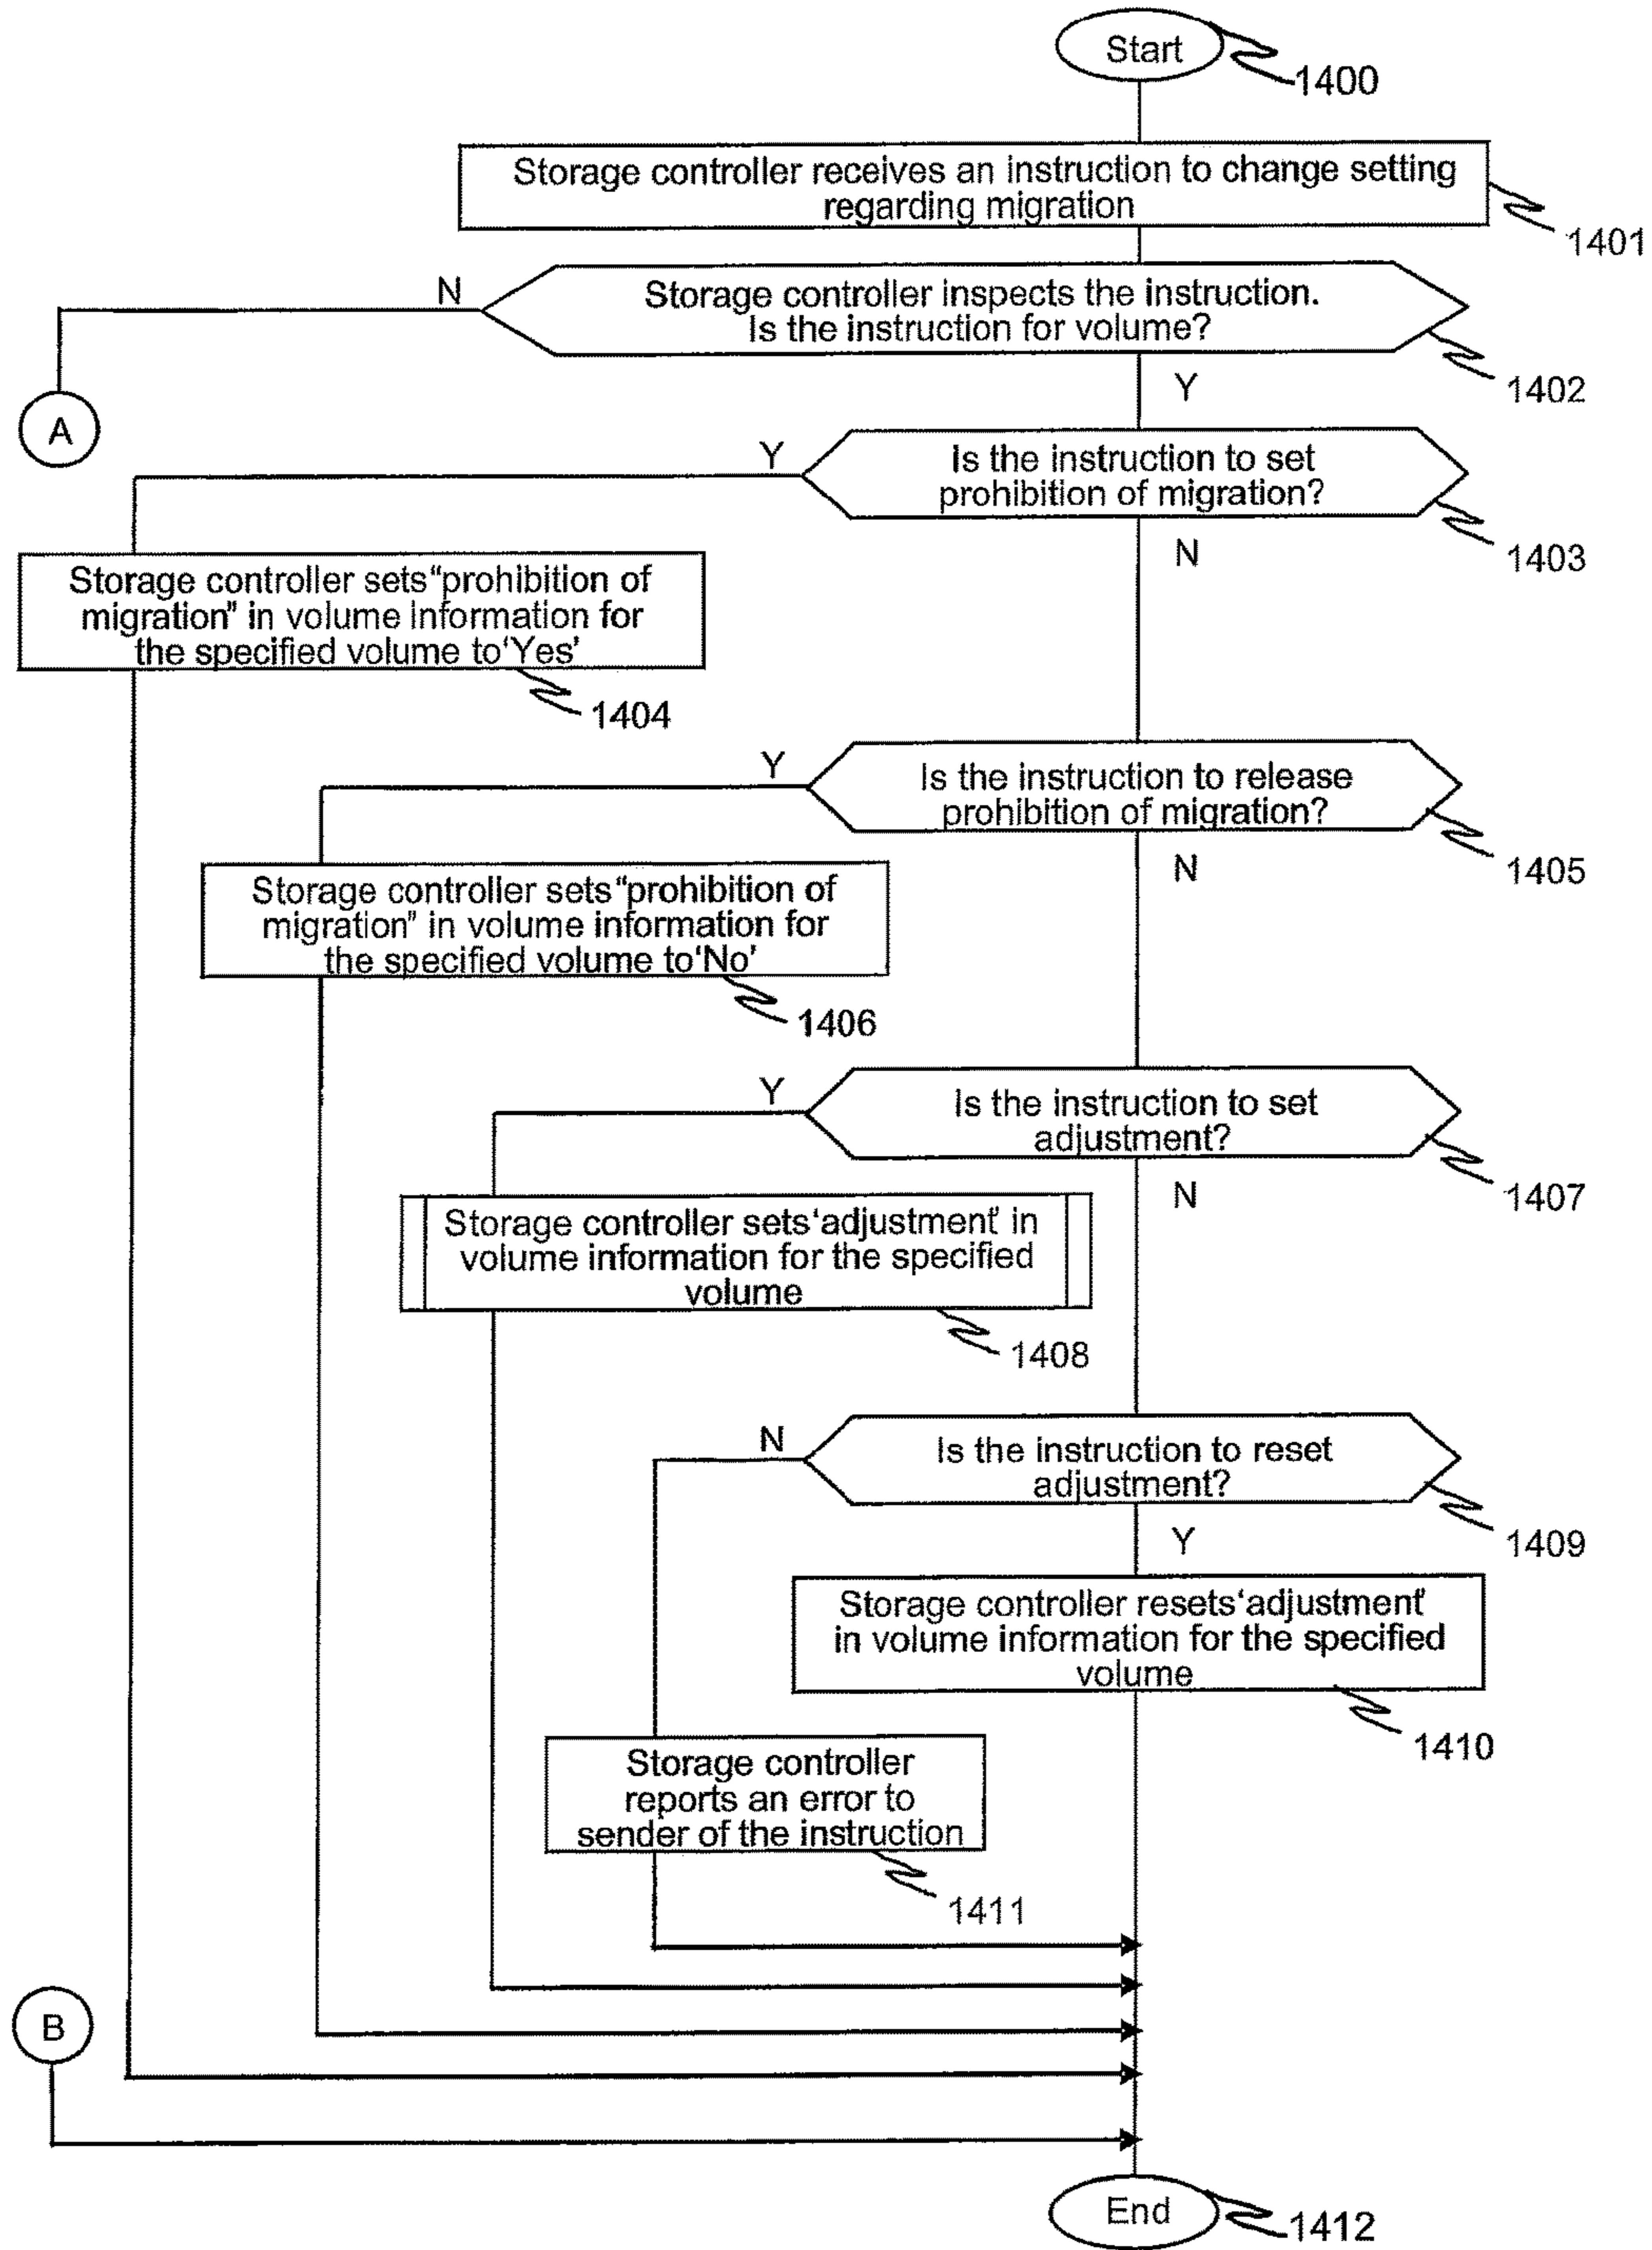 Start
1400
Storage controller receives an instruction to change setting
regarding migration
1401
N
Storage controller inspects the instruction.
Is the instruction for volume?
1402
Y
A
Y
Is the instruction to set
prohibition of migration?
1403
N
Storage controller sets “prohibition of
migration” in volume information for
the specified volume to ‘Yes’
1404
Y
Is the instruction to release
prohibition of migration?
1405
N
Storage controller sets “prohibition of
migration” in volume information for
the specified volume to ‘No’
1406
Y
Is the instruction to set
adjustment?
1407
N
Storage controller sets ‘adjustment’ in
volume information for the specified
volume
1408
N
Is the instruction to reset
adjustment?
1409
Y
Storage controller resets ‘adjustment’
in volume information for the specified
volume
1410
Storage controller
reports an error to
sender of the instruction
1411
B
End
1412